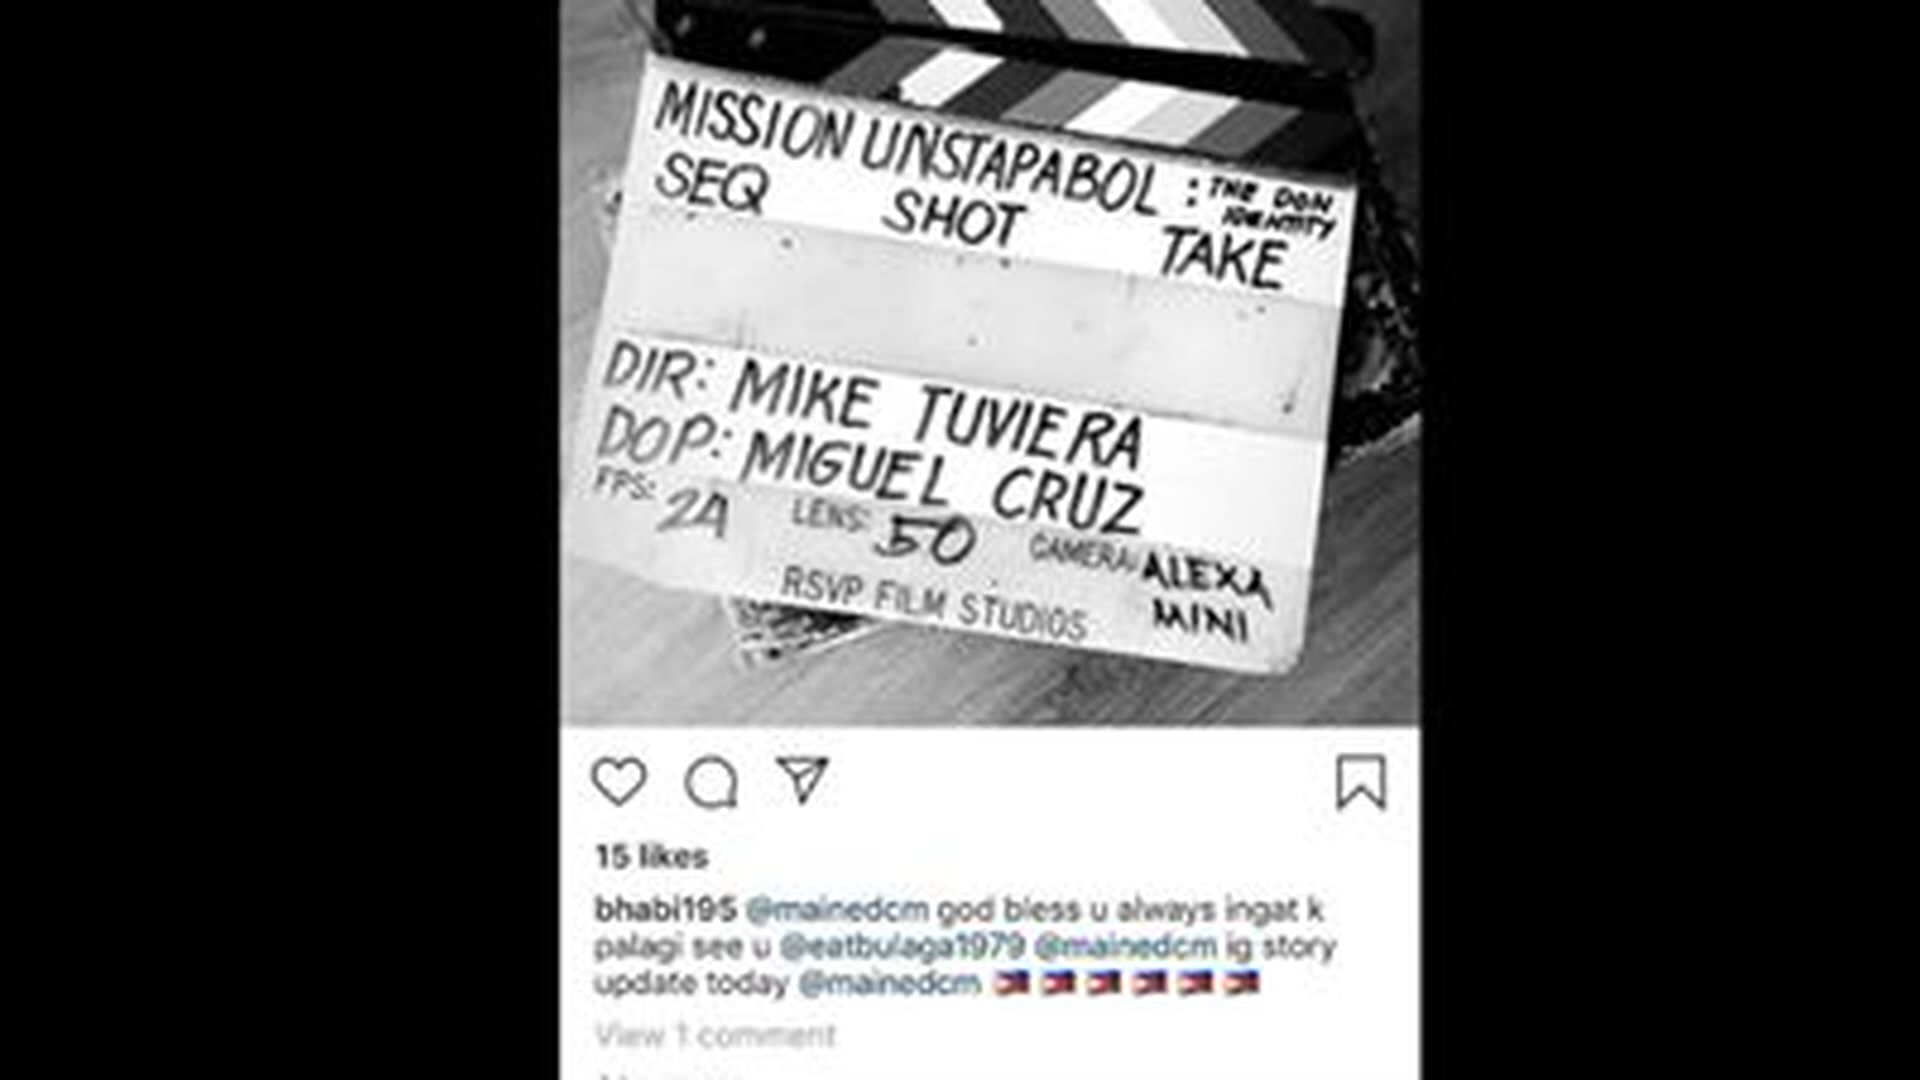 MISSION UNSTAPABOL : THE DON
IDENTITY
SEQ SHOT TAKE
DIR: MIKE TUVIERA
DOP: MIGUEL CRUZ
FPS: 24 LENS: 50 CAMERA: ALEXA
MINI
RSVP FILM STUDIOS
15 likes
bhabi195 @mainedcm god bless u always ingat k
palagi see u @eatbulaga1979 @mainedcm ig story
update today @mainedcm 🇵🇭🇵🇭🇵🇭🇵🇭🇵🇭🇵🇭
View 1 comment